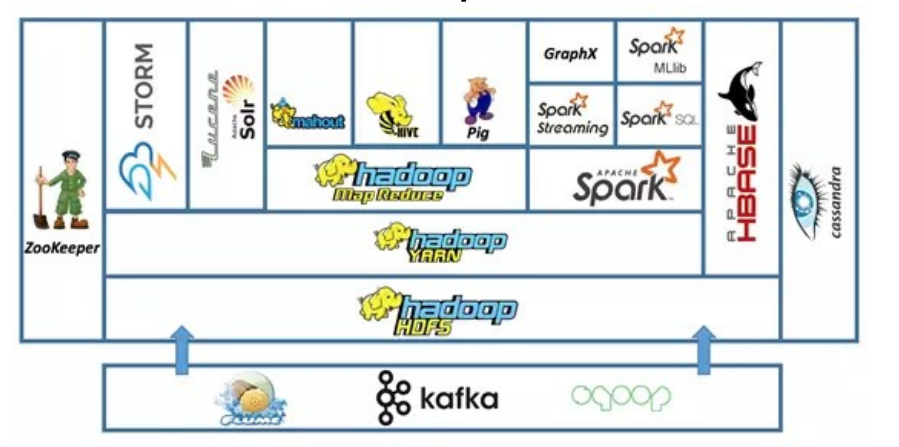 ZooKeeper
STORM
Lucene
Apache
Solr
mahout
HIVE
Pig
GraphX
Spark
MLlib
Spark
Streaming
Spark SQL
hadoop
Map Reduce
APACHE
Spark
APACHE
HBASE
cassandra
hadoop
YARN
hadoop
HDFS
FLUME
kafka
sqoop